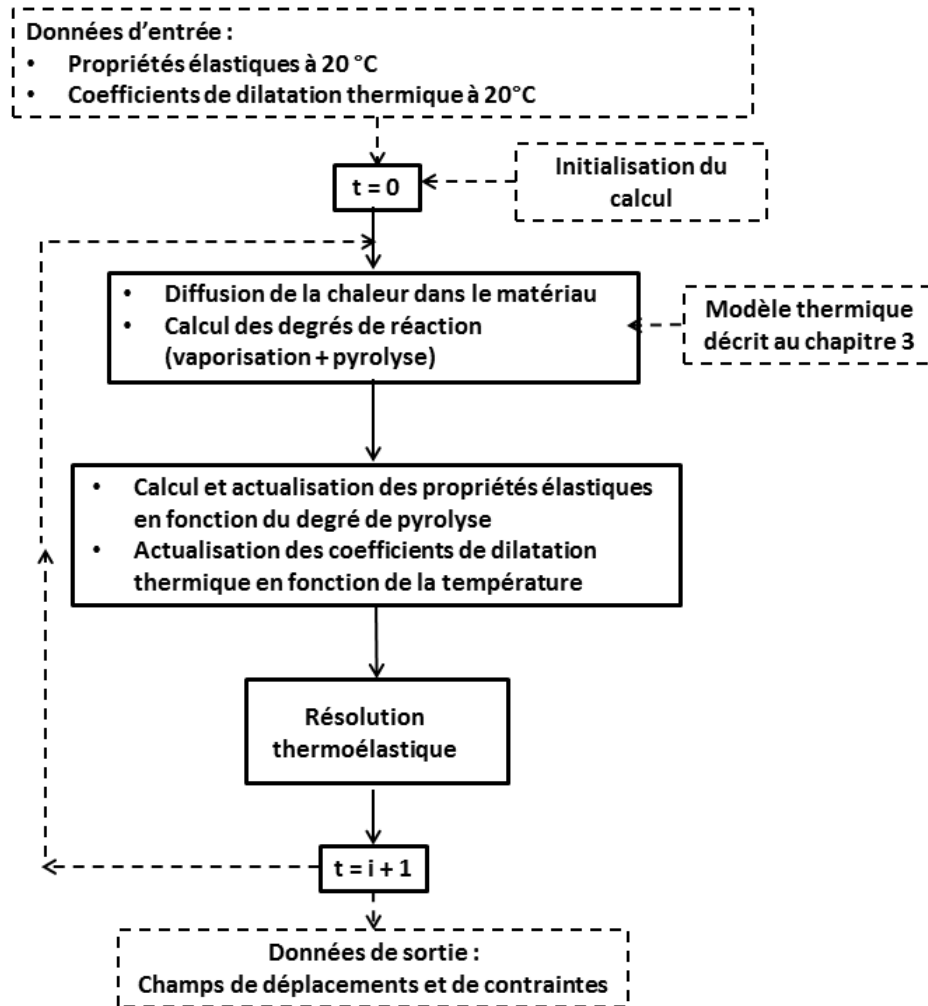 Données d'entrée :
• Propriétés élastiques à 20 °C
• Coefficients de dilatation thermique à 20°C
t = 0
Initialisation du
calcul
• Diffusion de la chaleur dans le matériau
• Calcul des degrés de réaction
(vaporisation + pyrolyse)
Modèle thermique
décrit au chapitre 3
• Calcul et actualisation des propriétés élastiques
en fonction du degré de pyrolyse
• Actualisation des coefficients de dilatation
thermique en fonction de la température
Résolution
thermoélastique
t = i + 1
Données de sortie :
Champs de déplacements et de contraintes